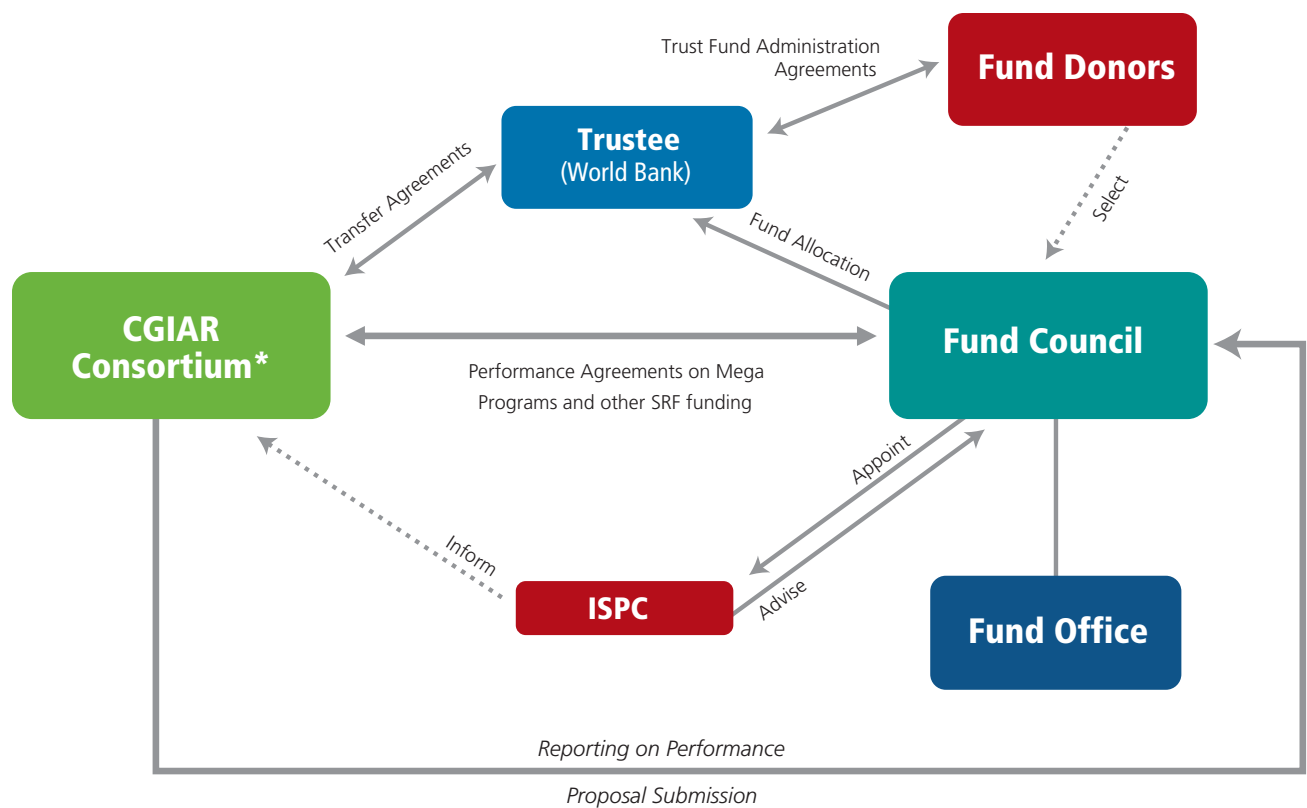 Trust Fund Administration
Agreements
Fund Donors
Trustee
(World Bank)
Transfer Agreements
Select
Fund Allocation
CGIAR
Consortium*
Fund Council
Performance Agreements on Mega
Programs and other SRF funding
Appoint
Inform
Advise
ISPC
Fund Office
Reporting on Performance
Proposal Submission